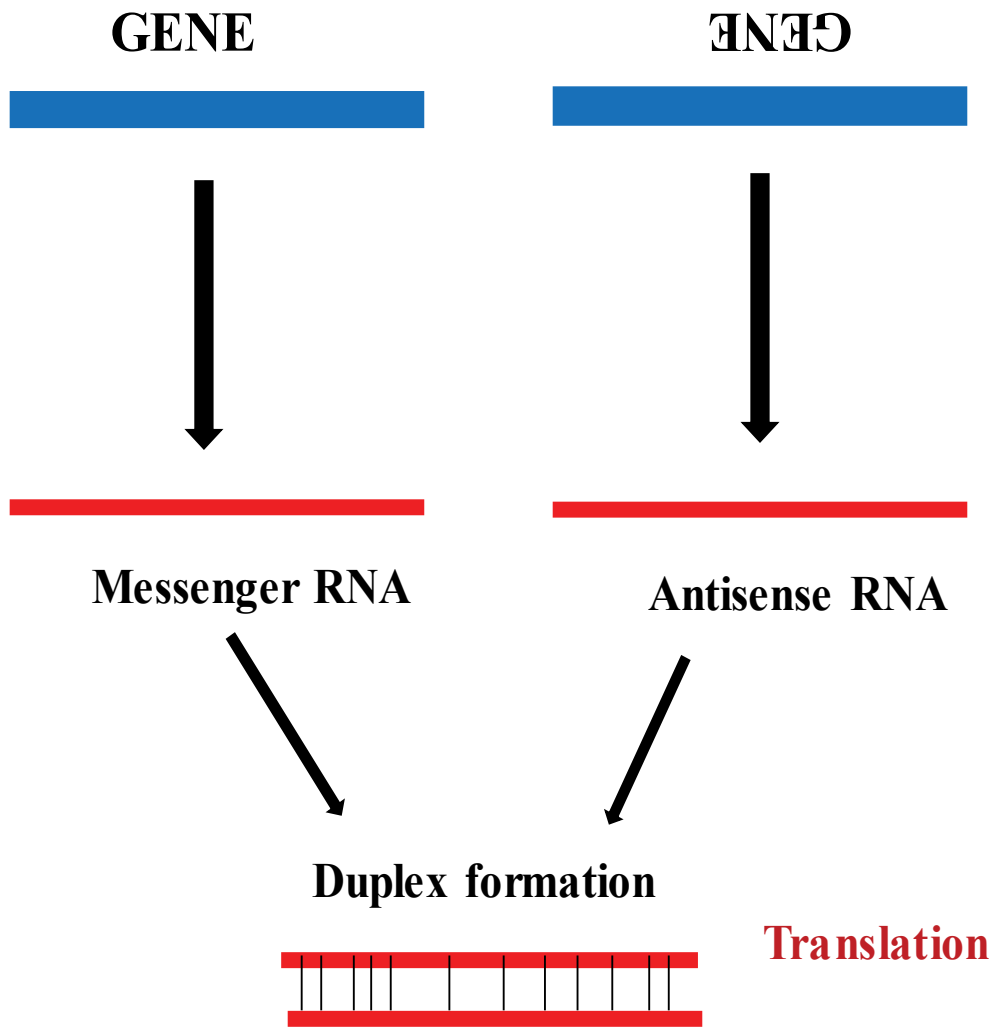 GENE
GENE
Messenger RNA
Antisense RNA
Duplex formation
Translation